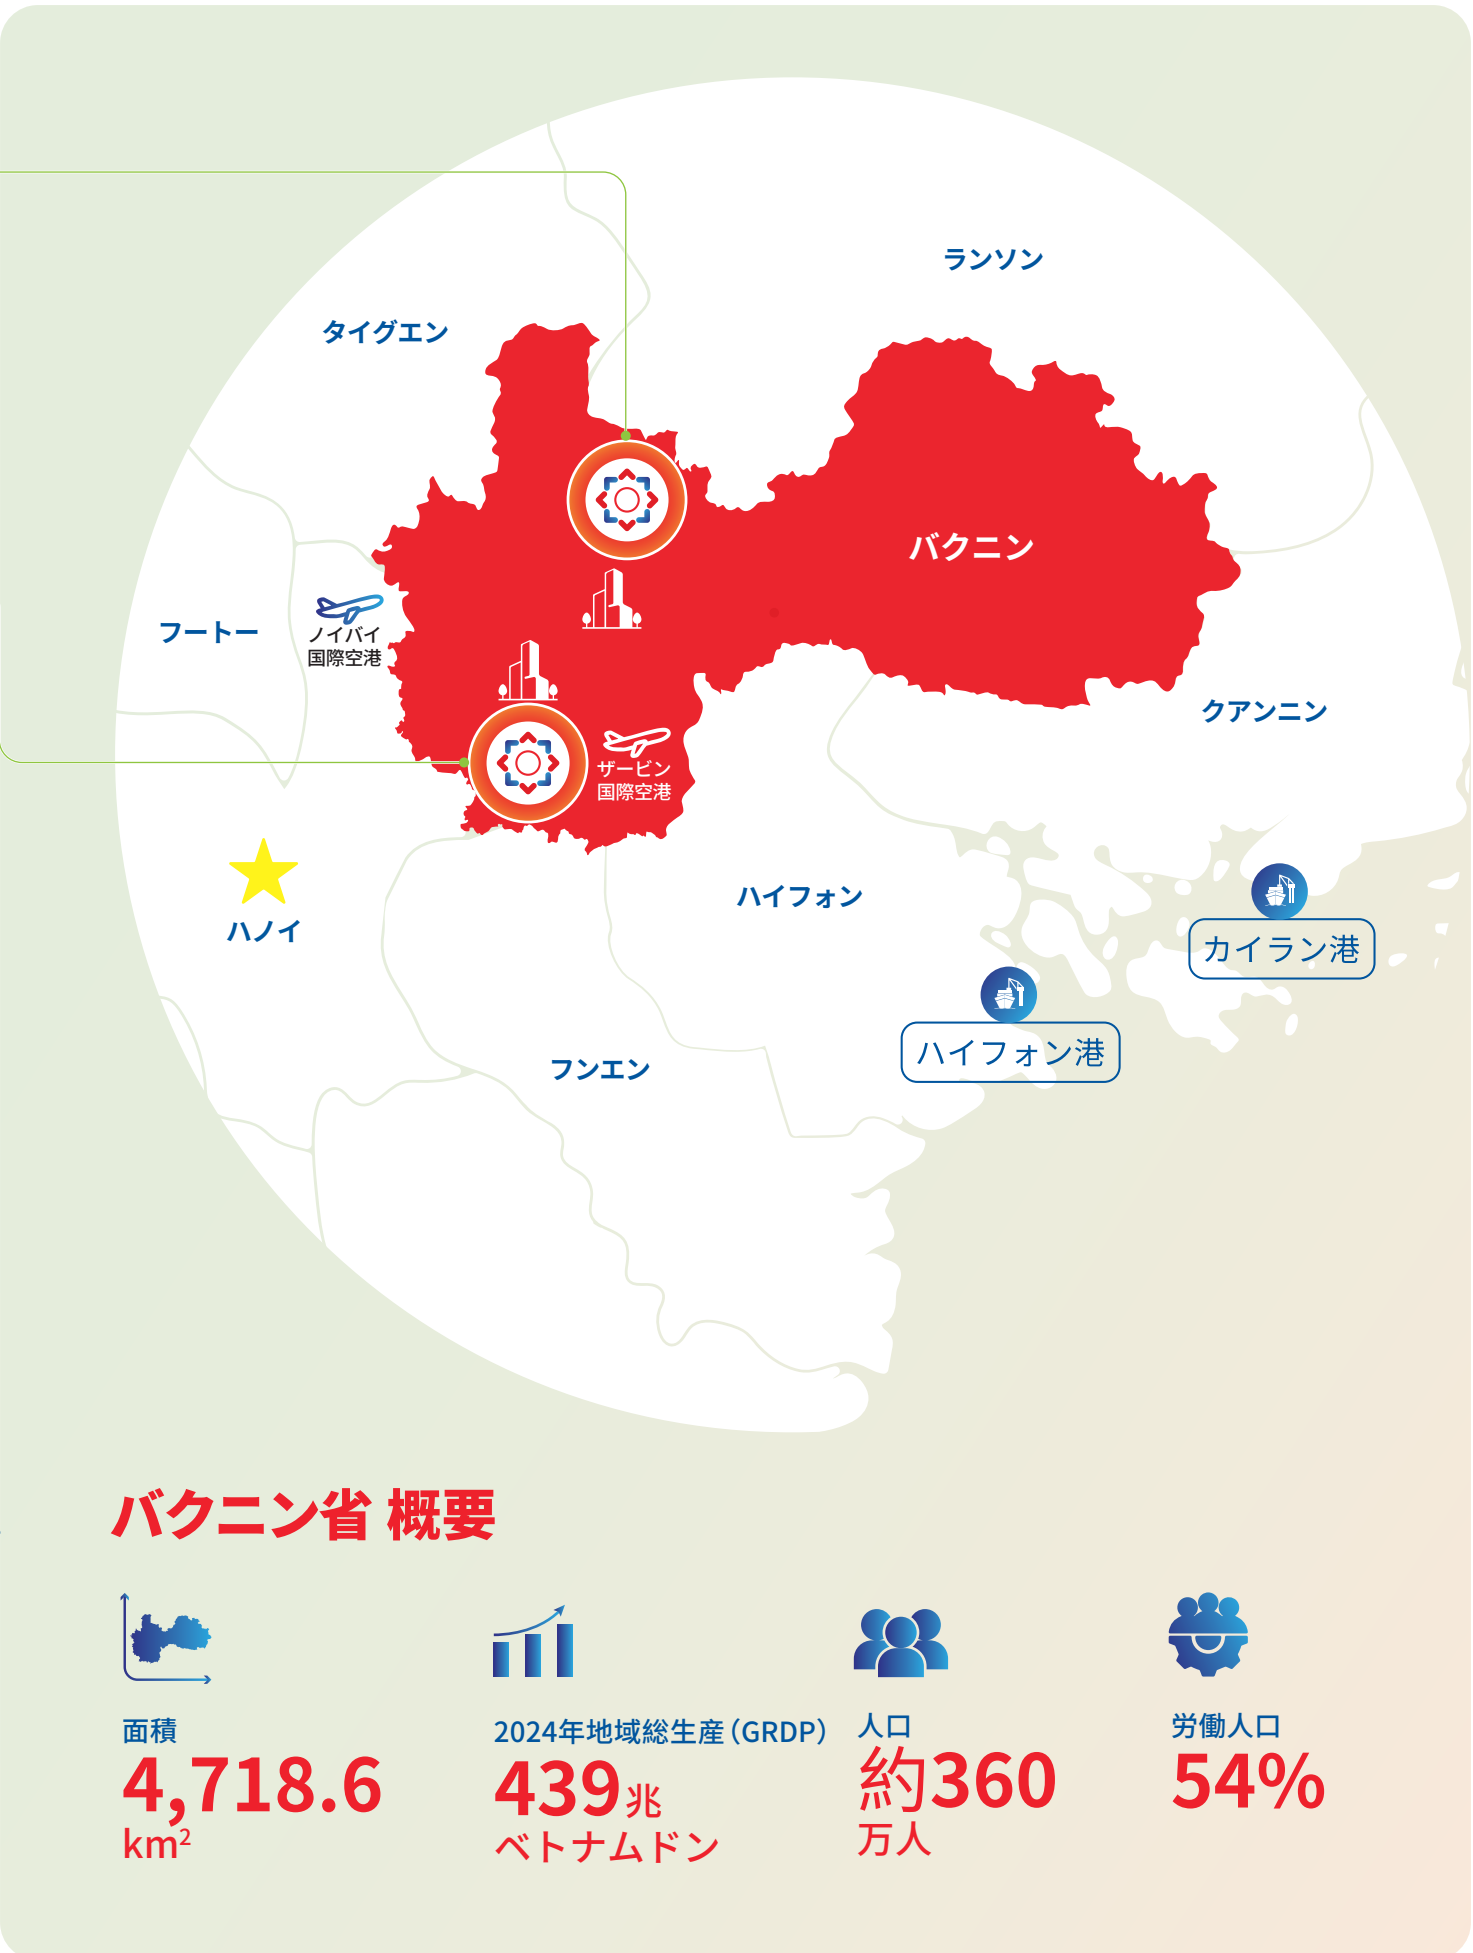 ランソン
タイグエン
バクニン
ノイバイ
国際空港
フートー
クアンニン
ザービン
国際空港
ハイフォン
ハノイ
カイラン港
ハイフォン港
フンエン
バクニン省 概要
面積
4,718.6
km²
2024年地域総生産（GRDP）
439兆
ベトナムドン
人口
約360
万人
労働人口
54%